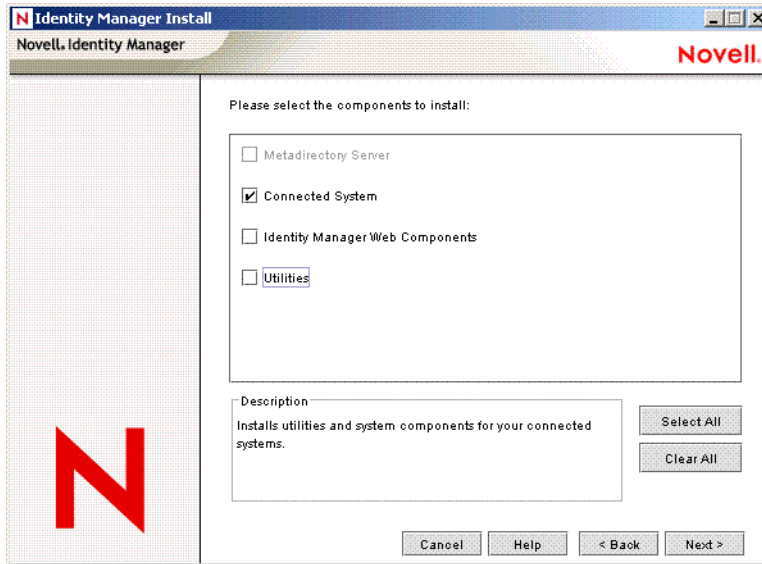 N Identity Manager Install
Novell. Identity Manager
Novell.
Please select the components to install:
Metadirectory Server
Connected System
Identity Manager Web Components
Utilities
Description
Installs utilities and system components for your connected
systems.
Select All
Clear All
N
Cancel
Help
< Back
Next >